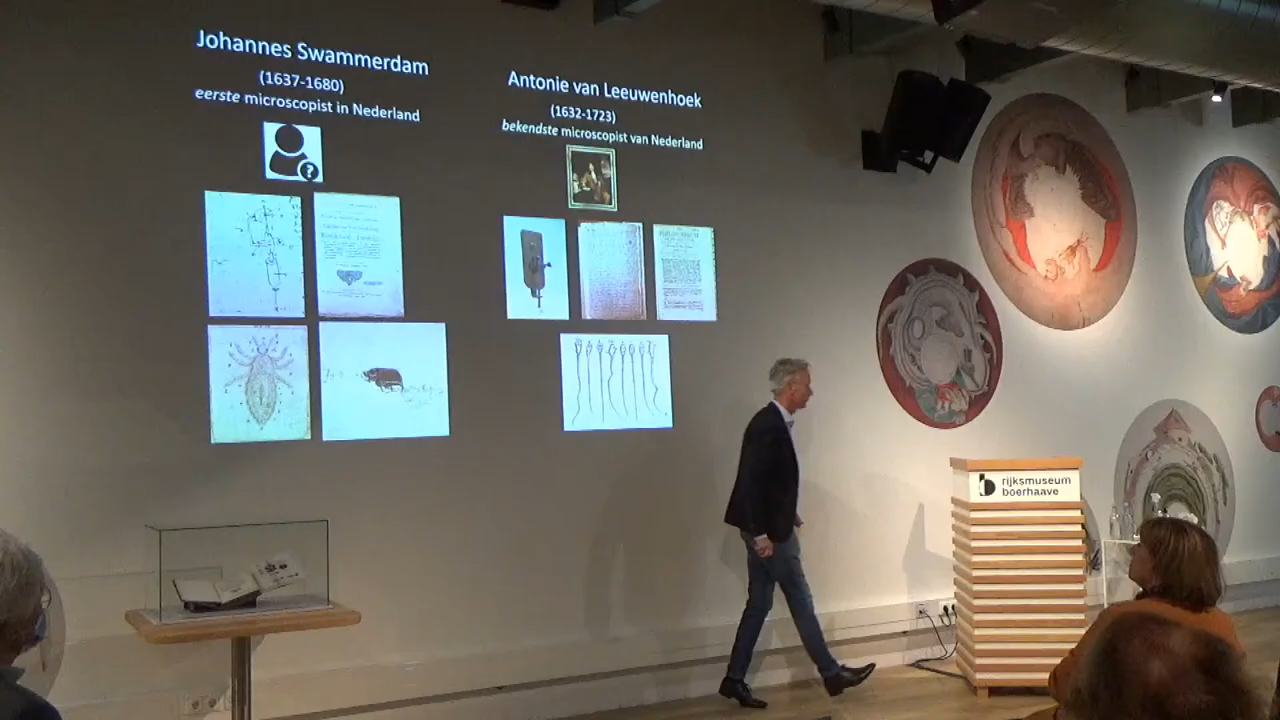 Johannes Swammerdam
(1637-1680)
eerste microscopist in Nederland
?
Antonie van Leeuwenhoek
(1632-1723)
bekendste microscopist van Nederland
rijksmuseum
boerhaave